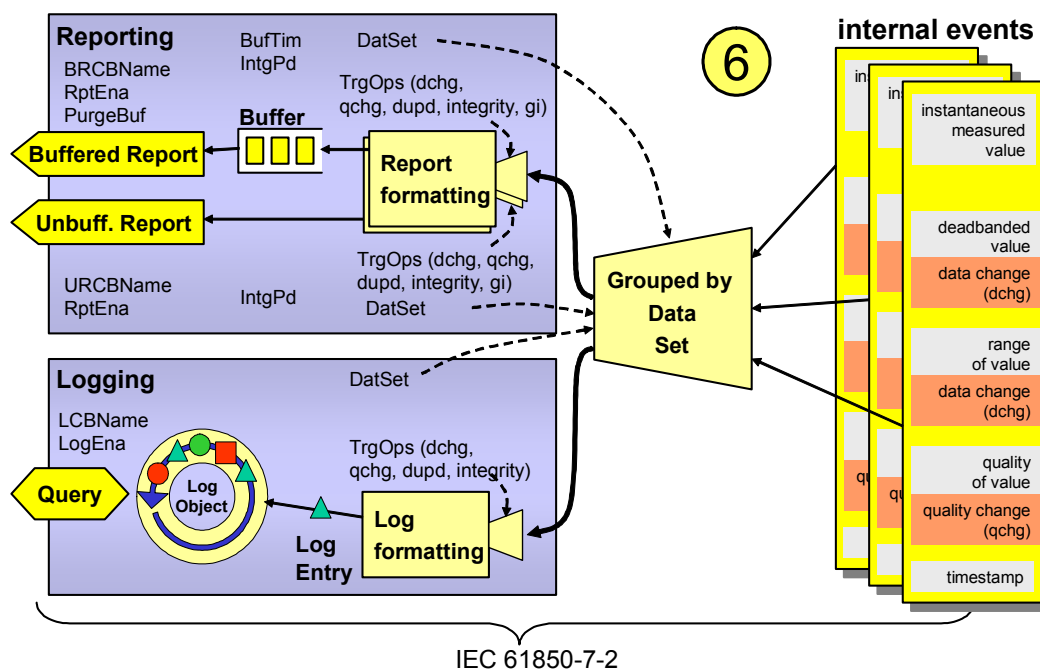 Reporting
BufTim
IntgPd
DatSet
BRCBName
RptEna
PurgeBuf
TrgOps (dchg,
qchg, dupd, integrity, gi)
Buffer
Buffered Report
Report
formatting
Unbuff. Report
TrgOps (dchg, qchg,
dupd, integrity, gi)
URCBName
RptEna
IntgPd
DatSet
Grouped by
Data
Set
6
internal events
instantaneous
measured
value
deadbanded
value
data change
(dchg)
range
of value
data change
(dchg)
quality
of value
quality change
(qchg)
timestamp
Logging
DatSet
LCBName
LogEna
TrgOps (dchg,
qchg, dupd, integrity)
Query
Log
Object
Log
Entry
Log
formatting
IEC 61850-7-2